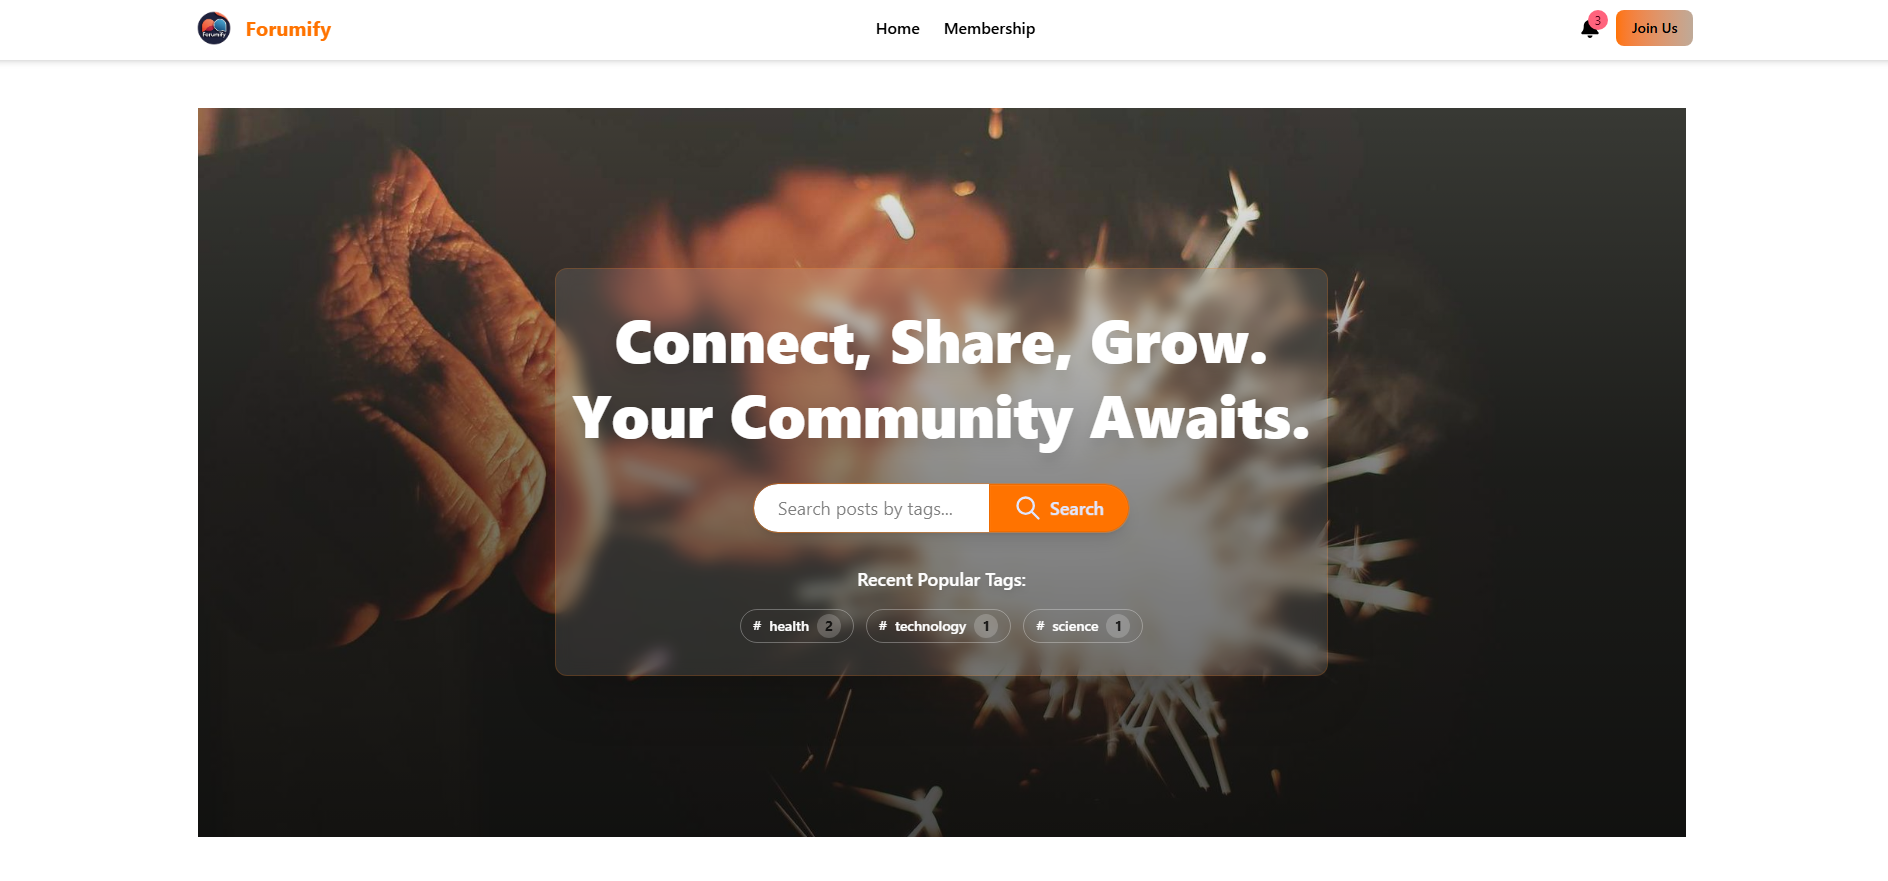 Forumify
Forumify
Home
Membership
3
Join Us
Connect, Share, Grow.
Your Community Awaits.
Search posts by tags...
Search
Recent Popular Tags:
# health 2
# technology 1
# science 1